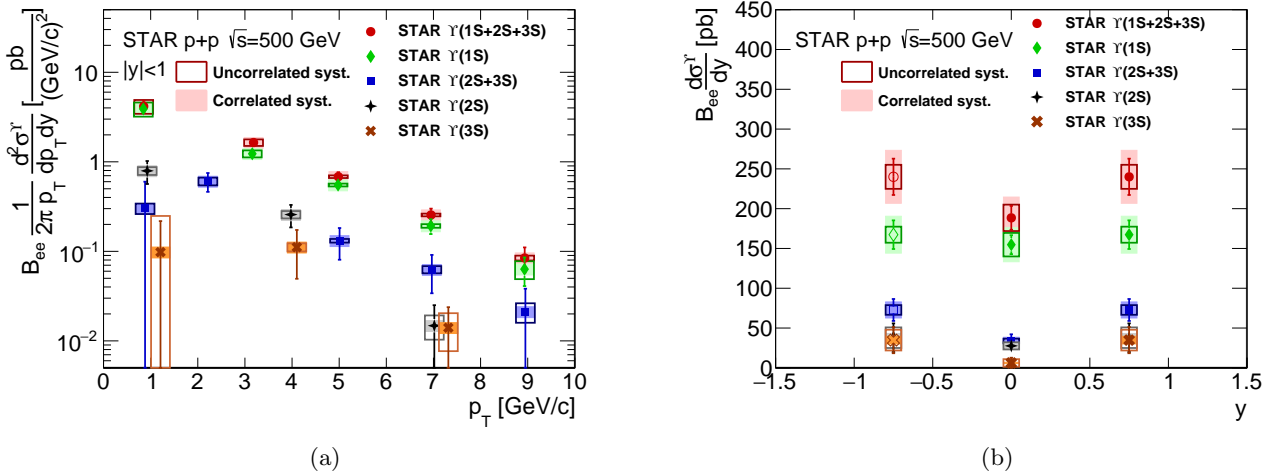 B_ee 1/(2π p_T) d²σ^Υ/(dp_T dy) [pb/(GeV/c)²]
10
1
10⁻¹
10⁻²
STAR p+p √s=500 GeV
|y|<1
Uncorrelated syst.
Correlated syst.
STAR Υ(1S+2S+3S)
STAR Υ(1S)
STAR Υ(2S+3S)
STAR Υ(2S)
STAR Υ(3S)
0 1 2 3 4 5 6 7 8 9 10
p_T [GeV/c]
(a)
B_ee dσ^Υ/dy [pb]
450
400
350
300
250
200
150
100
50
0
STAR p+p √s=500 GeV
Uncorrelated syst.
Correlated syst.
STAR Υ(1S+2S+3S)
STAR Υ(1S)
STAR Υ(2S+3S)
STAR Υ(2S)
STAR Υ(3S)
−1.5 −1 −0.5 0 0.5 1 1.5
y
(b)